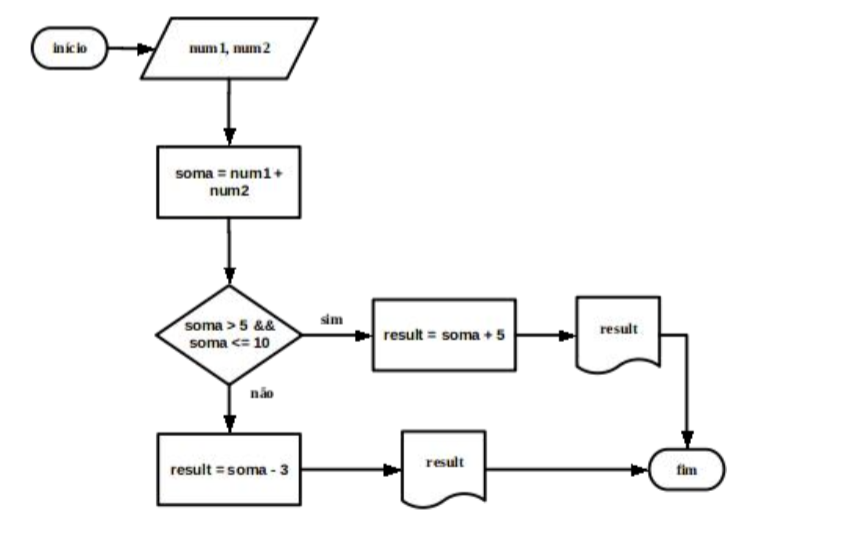 início
num1, num2
soma = num1 +
num2
soma > 5 &&
soma <= 10
sim
result = soma + 5
result
não
result = soma - 3
result
fim